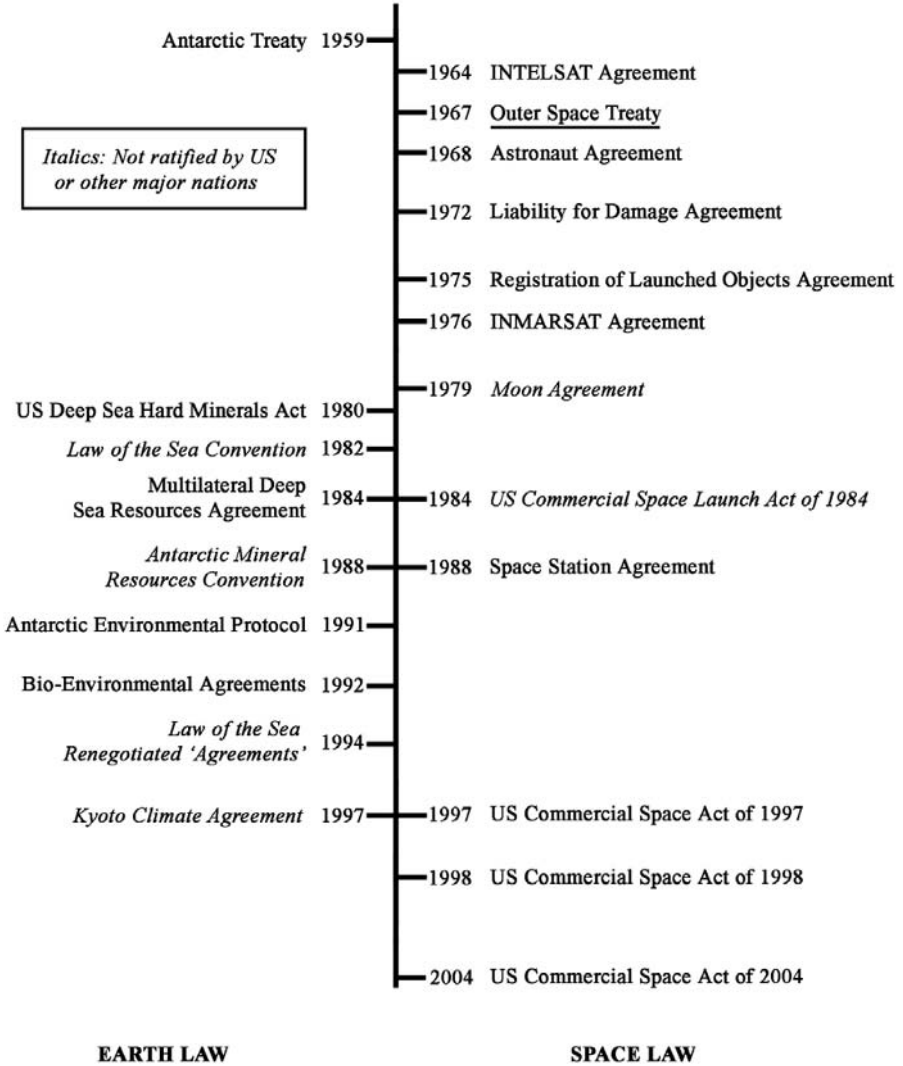 Antarctic Treaty 1959
1964 INTELSAT Agreement
1967 Outer Space Treaty
Italics: Not ratified by US
or other major nations
1968 Astronaut Agreement
1972 Liability for Damage Agreement
1975 Registration of Launched Objects Agreement
1976 INMARSAT Agreement
1979 Moon Agreement
US Deep Sea Hard Minerals Act 1980
Law of the Sea Convention 1982
Multilateral Deep
Sea Resources Agreement 1984
1984 US Commercial Space Launch Act of 1984
Antarctic Mineral
Resources Convention 1988
1988 Space Station Agreement
Antarctic Environmental Protocol 1991
Bio-Environmental Agreements 1992
Law of the Sea
Renegotiated ‘Agreements’ 1994
Kyoto Climate Agreement 1997
1997 US Commercial Space Act of 1997
1998 US Commercial Space Act of 1998
2004 US Commercial Space Act of 2004
EARTH LAW
SPACE LAW